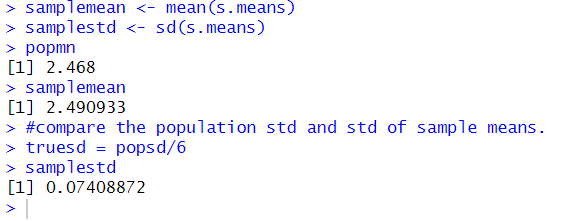 > samplemean <- mean(s.means)
> samplestd <- sd(s.means)
> popmn
[1] 2.468
> samplemean
[1] 2.490933
> #compare the population std and std of sample means.
> truesd = popsd/6
> samplestd
[1] 0.07408872
>